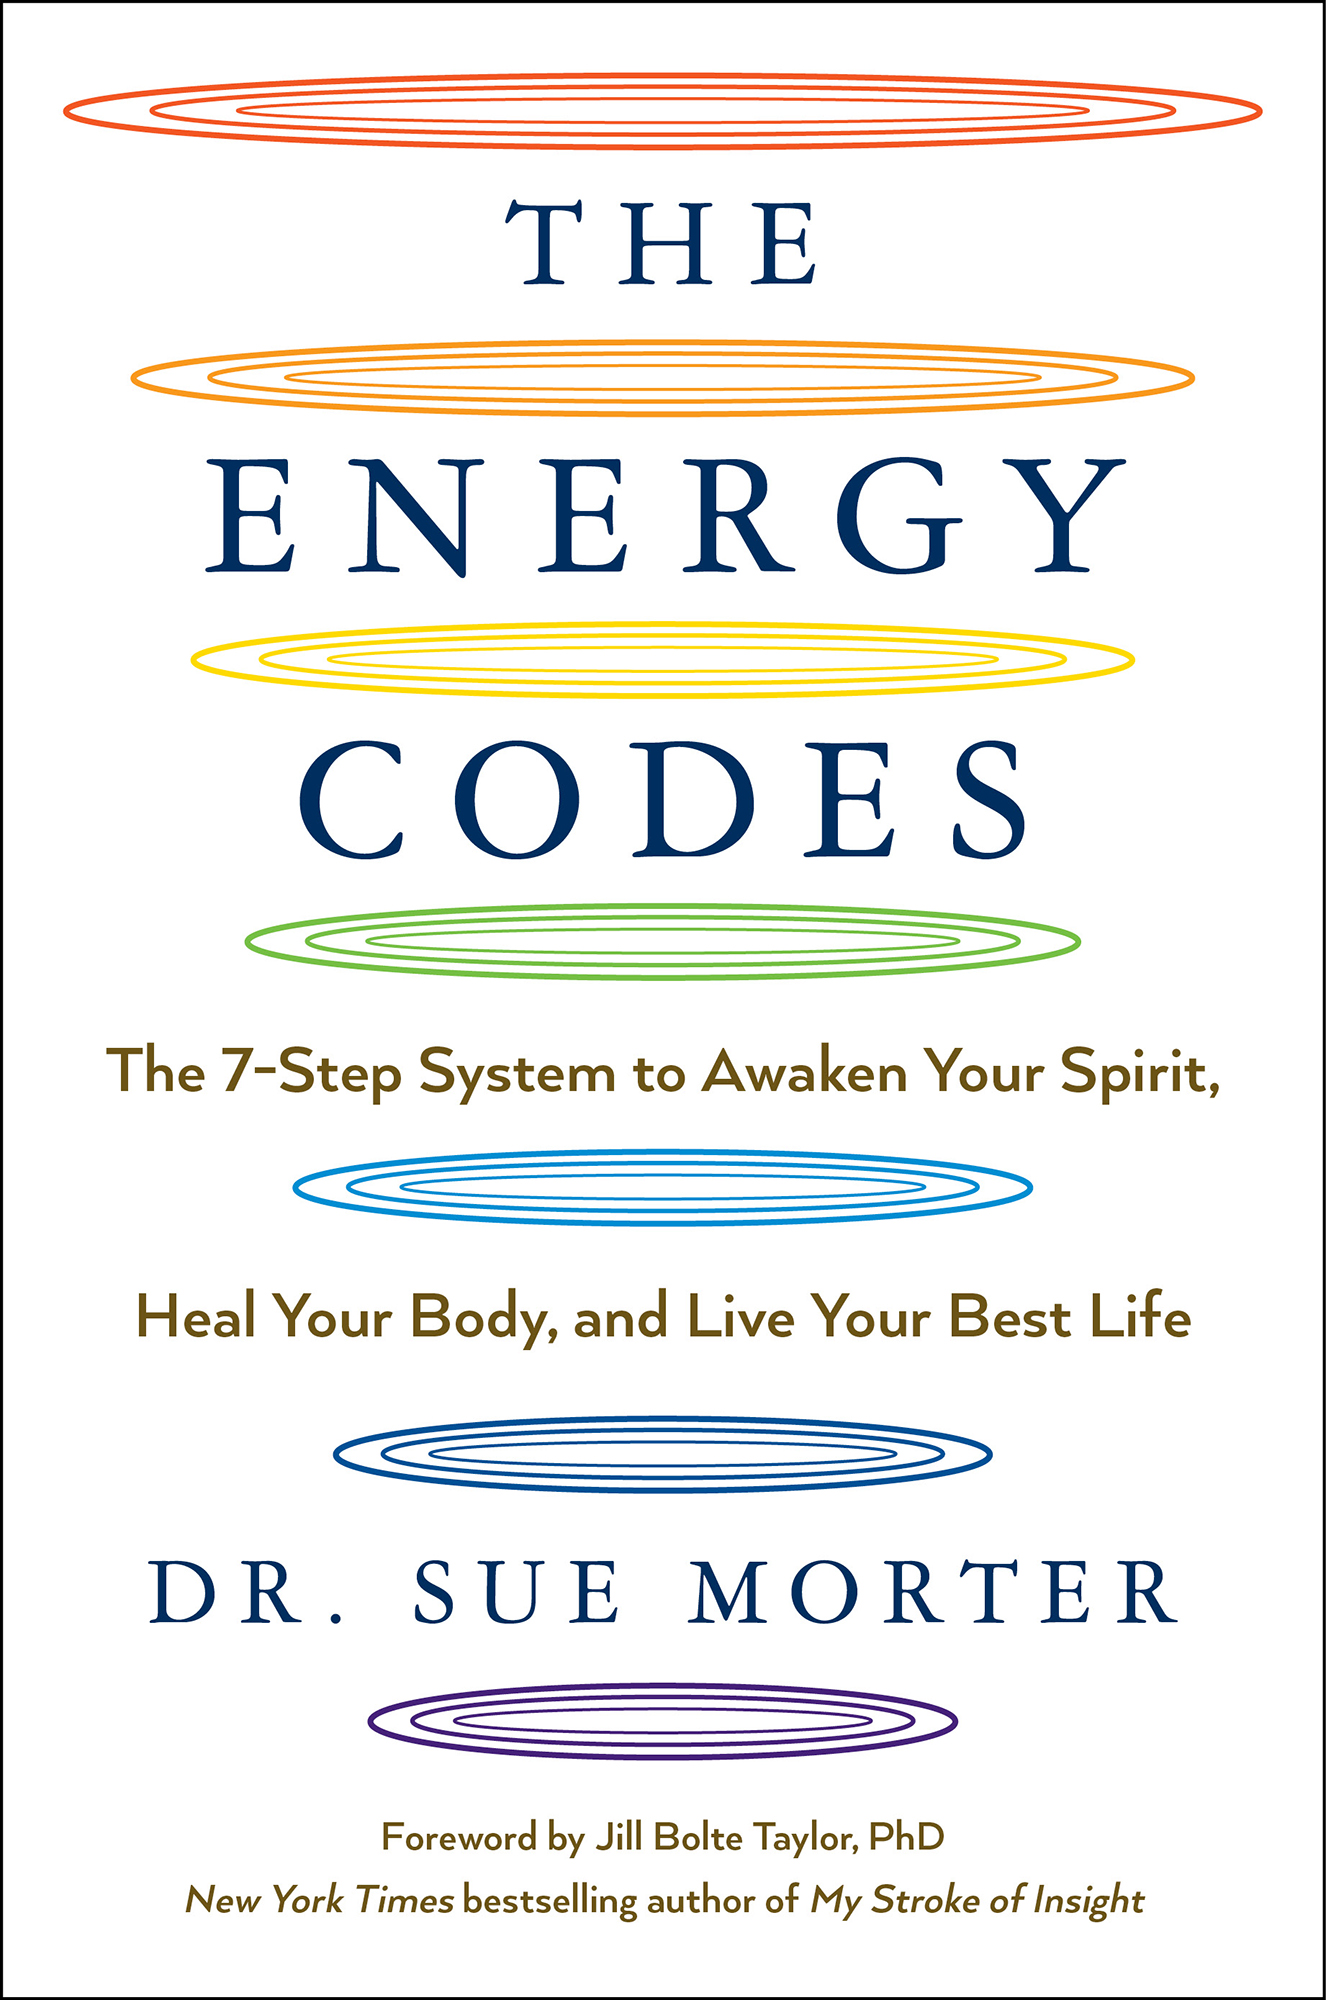 THE
ENERGY
CODES
The 7-Step System to Awaken Your Spirit,
Heal Your Body, and Live Your Best Life
DR. SUE MORTER
Foreword by Jill Bolte Taylor, PhD
New York Times bestselling author of My Stroke of Insight